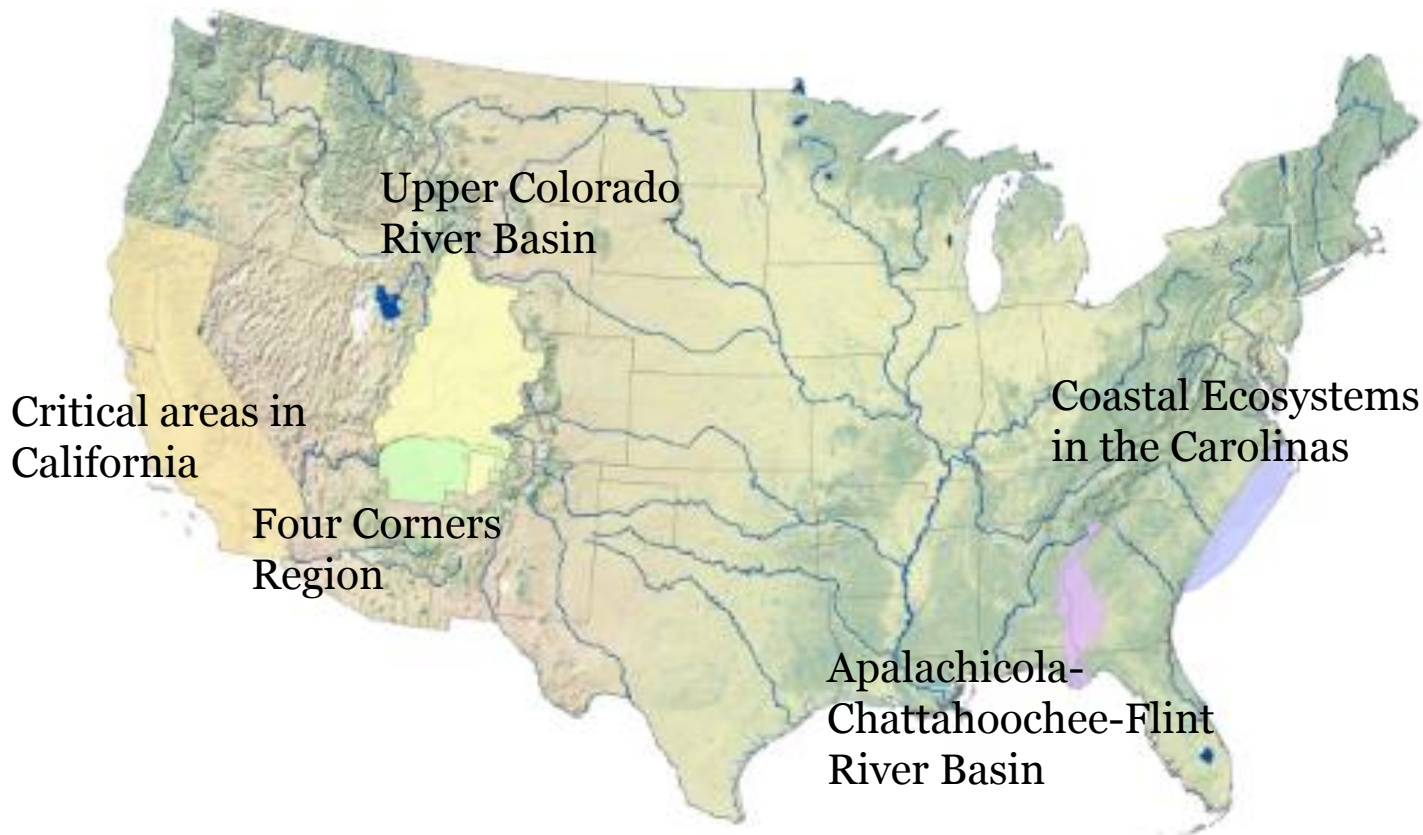 Upper Colorado
River Basin
Critical areas in
California
Coastal Ecosystems
in the Carolinas
Four Corners
Region
Apalachicola-
Chattahoochee-Flint
River Basin